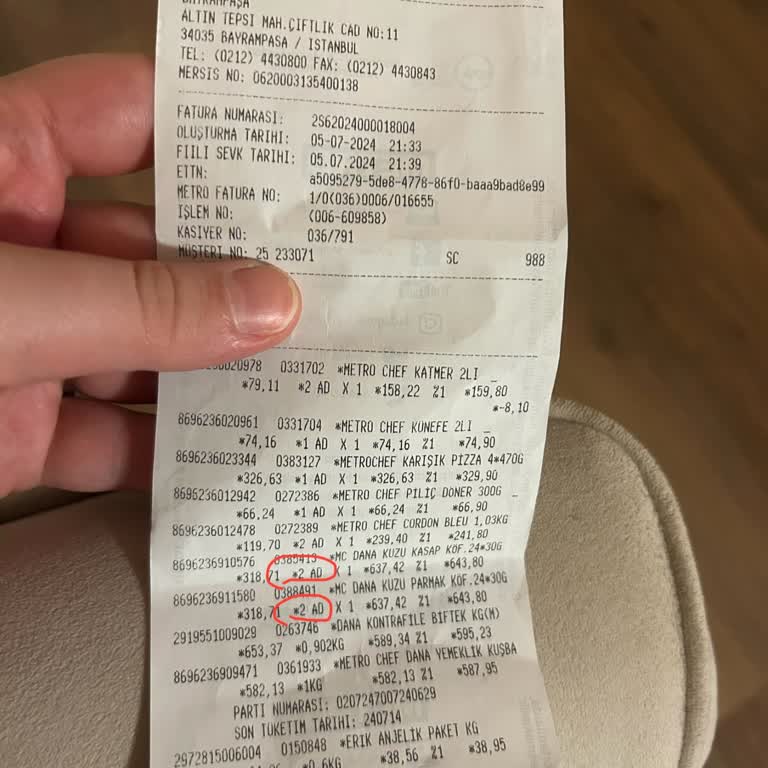 BAYRAMPAŞA
ALTIN TEPSI MAH.ÇIFTLIK CAD NO:11
34035 BAYRAMPASA / ISTANBUL
TEL: (0212) 4430800 FAX: (0212) 4430843
MERSIS NO: 0620003135400138
FATURA NUMARASI: 2S62024000018004
OLUŞTURMA TARIHI: 05-07-2024 21:33
FIILI SEVK TARIHI: 05.07.2024 21:39
ETTN: a5095279-5de8-4778-86f0-baaa9bad8e99
METRO FATURA NO: 1/0(036)0006/016655
IŞLEM NO: (006-609858)
KASIYER NO: 036/791
MÜŞTERI NO: 25 233071 SC 988
0331702 *METRO CHEF KATMER 2LI _
*79,11 *2 AD X 1 *158,22 %1 *159,80
*-8,10
8696236020961 0331704 *METRO CHEF KÜNEFE 2LI _
*74,16 *1 AD X 1 *74,16 %1 *74,90
8696236023344 0383127 *METROCHEF KARIŞIK PIZZA 4*470G
*326,63 *1 AD X 1 *326,63 %1 *329,90
8696236012942 0272386 *METRO CHEF PILIÇ DÖNER 300G _
*66,24 *1 AD X 1 *66,24 %1 *66,90
8696236012478 0272389 *METRO CHEF CORDON BLEU 1,03KG
*119,70 *2 AD X 1 *239,40 %1 *241,80
8696236910576 0385413 *MC DANA KUZU KASAP KÖF.24*30G
*318,71 *2 AD X 1 *637,42 %1 *643,80
8696236911580 0388491 *MC DANA KUZU PARMAK KÖF.24*30G
*318,71 *2 AD X 1 *637,42 %1 *643,80
2919551009029 0263746 *DANA KONTRAFILE BIFTEK KG(M)
*653,37 *0,902KG *589,34 %1 *595,23
8696236909471 0361933 *METRO CHEF DANA YEMEKLIK KUŞBA
*582,13 *1KG *582,13 %1 *587,95
PARTI NUMARASI: 0207247007240629
SON TÜKETIM TARIHI: 240714
2972815006004 0150848 *ERIK ANJELIK PAKET KG
*0,6KG *38,56 %1 *38,95